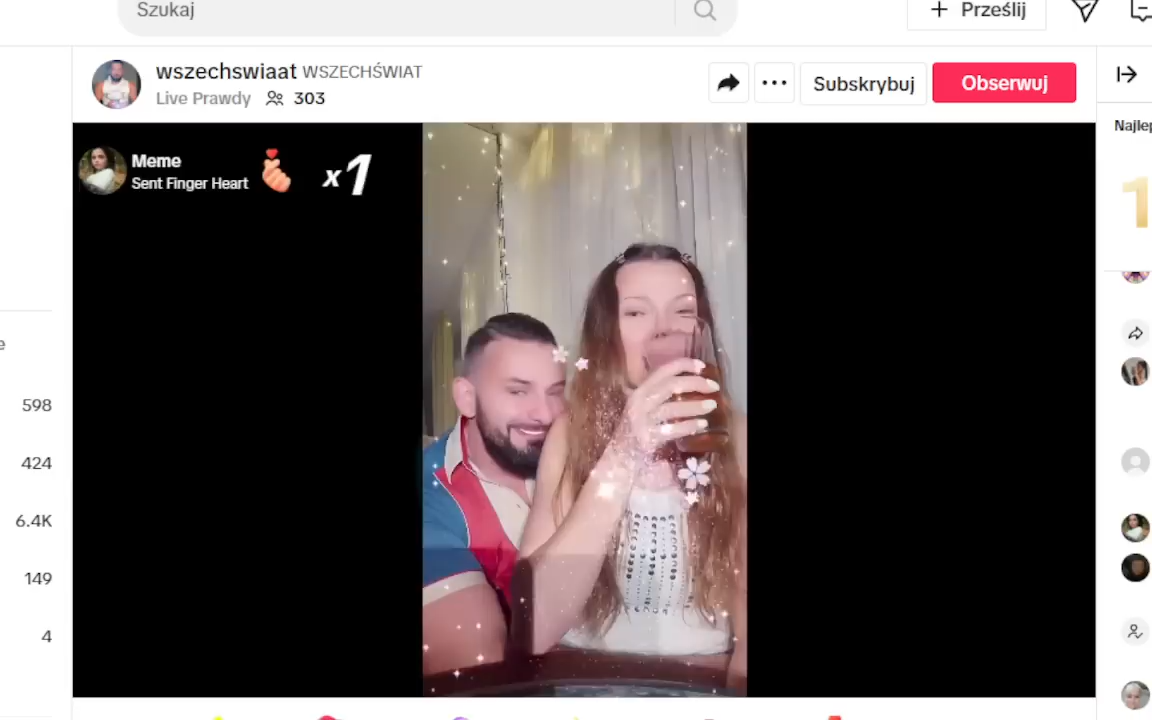 Szukaj
Prześlij
wszechswiaat WSZECHŚWIAT
Live Prawdy 303
Subskrybuj
Obserwuj
Meme
Sent Finger Heart
x1
1
598
424
6.4K
149
4